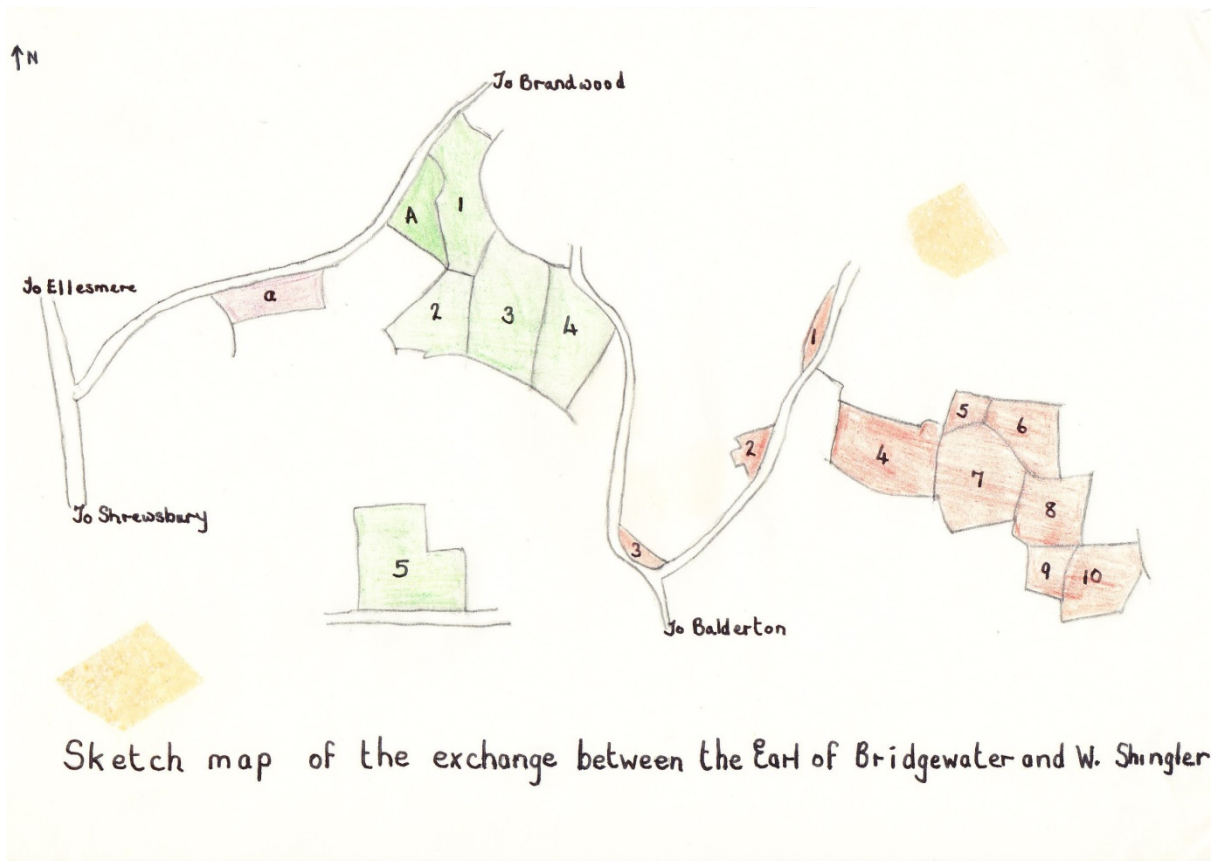 ↑N
To Brandwood
1
A
To Ellesmere
a
2
3
4
1
5
6
2
4
7
8
To Shrewsbury
3
5
9
10
To Balderton
Sketch map of the exchange between the Earl of Bridgewater and W. Shingler